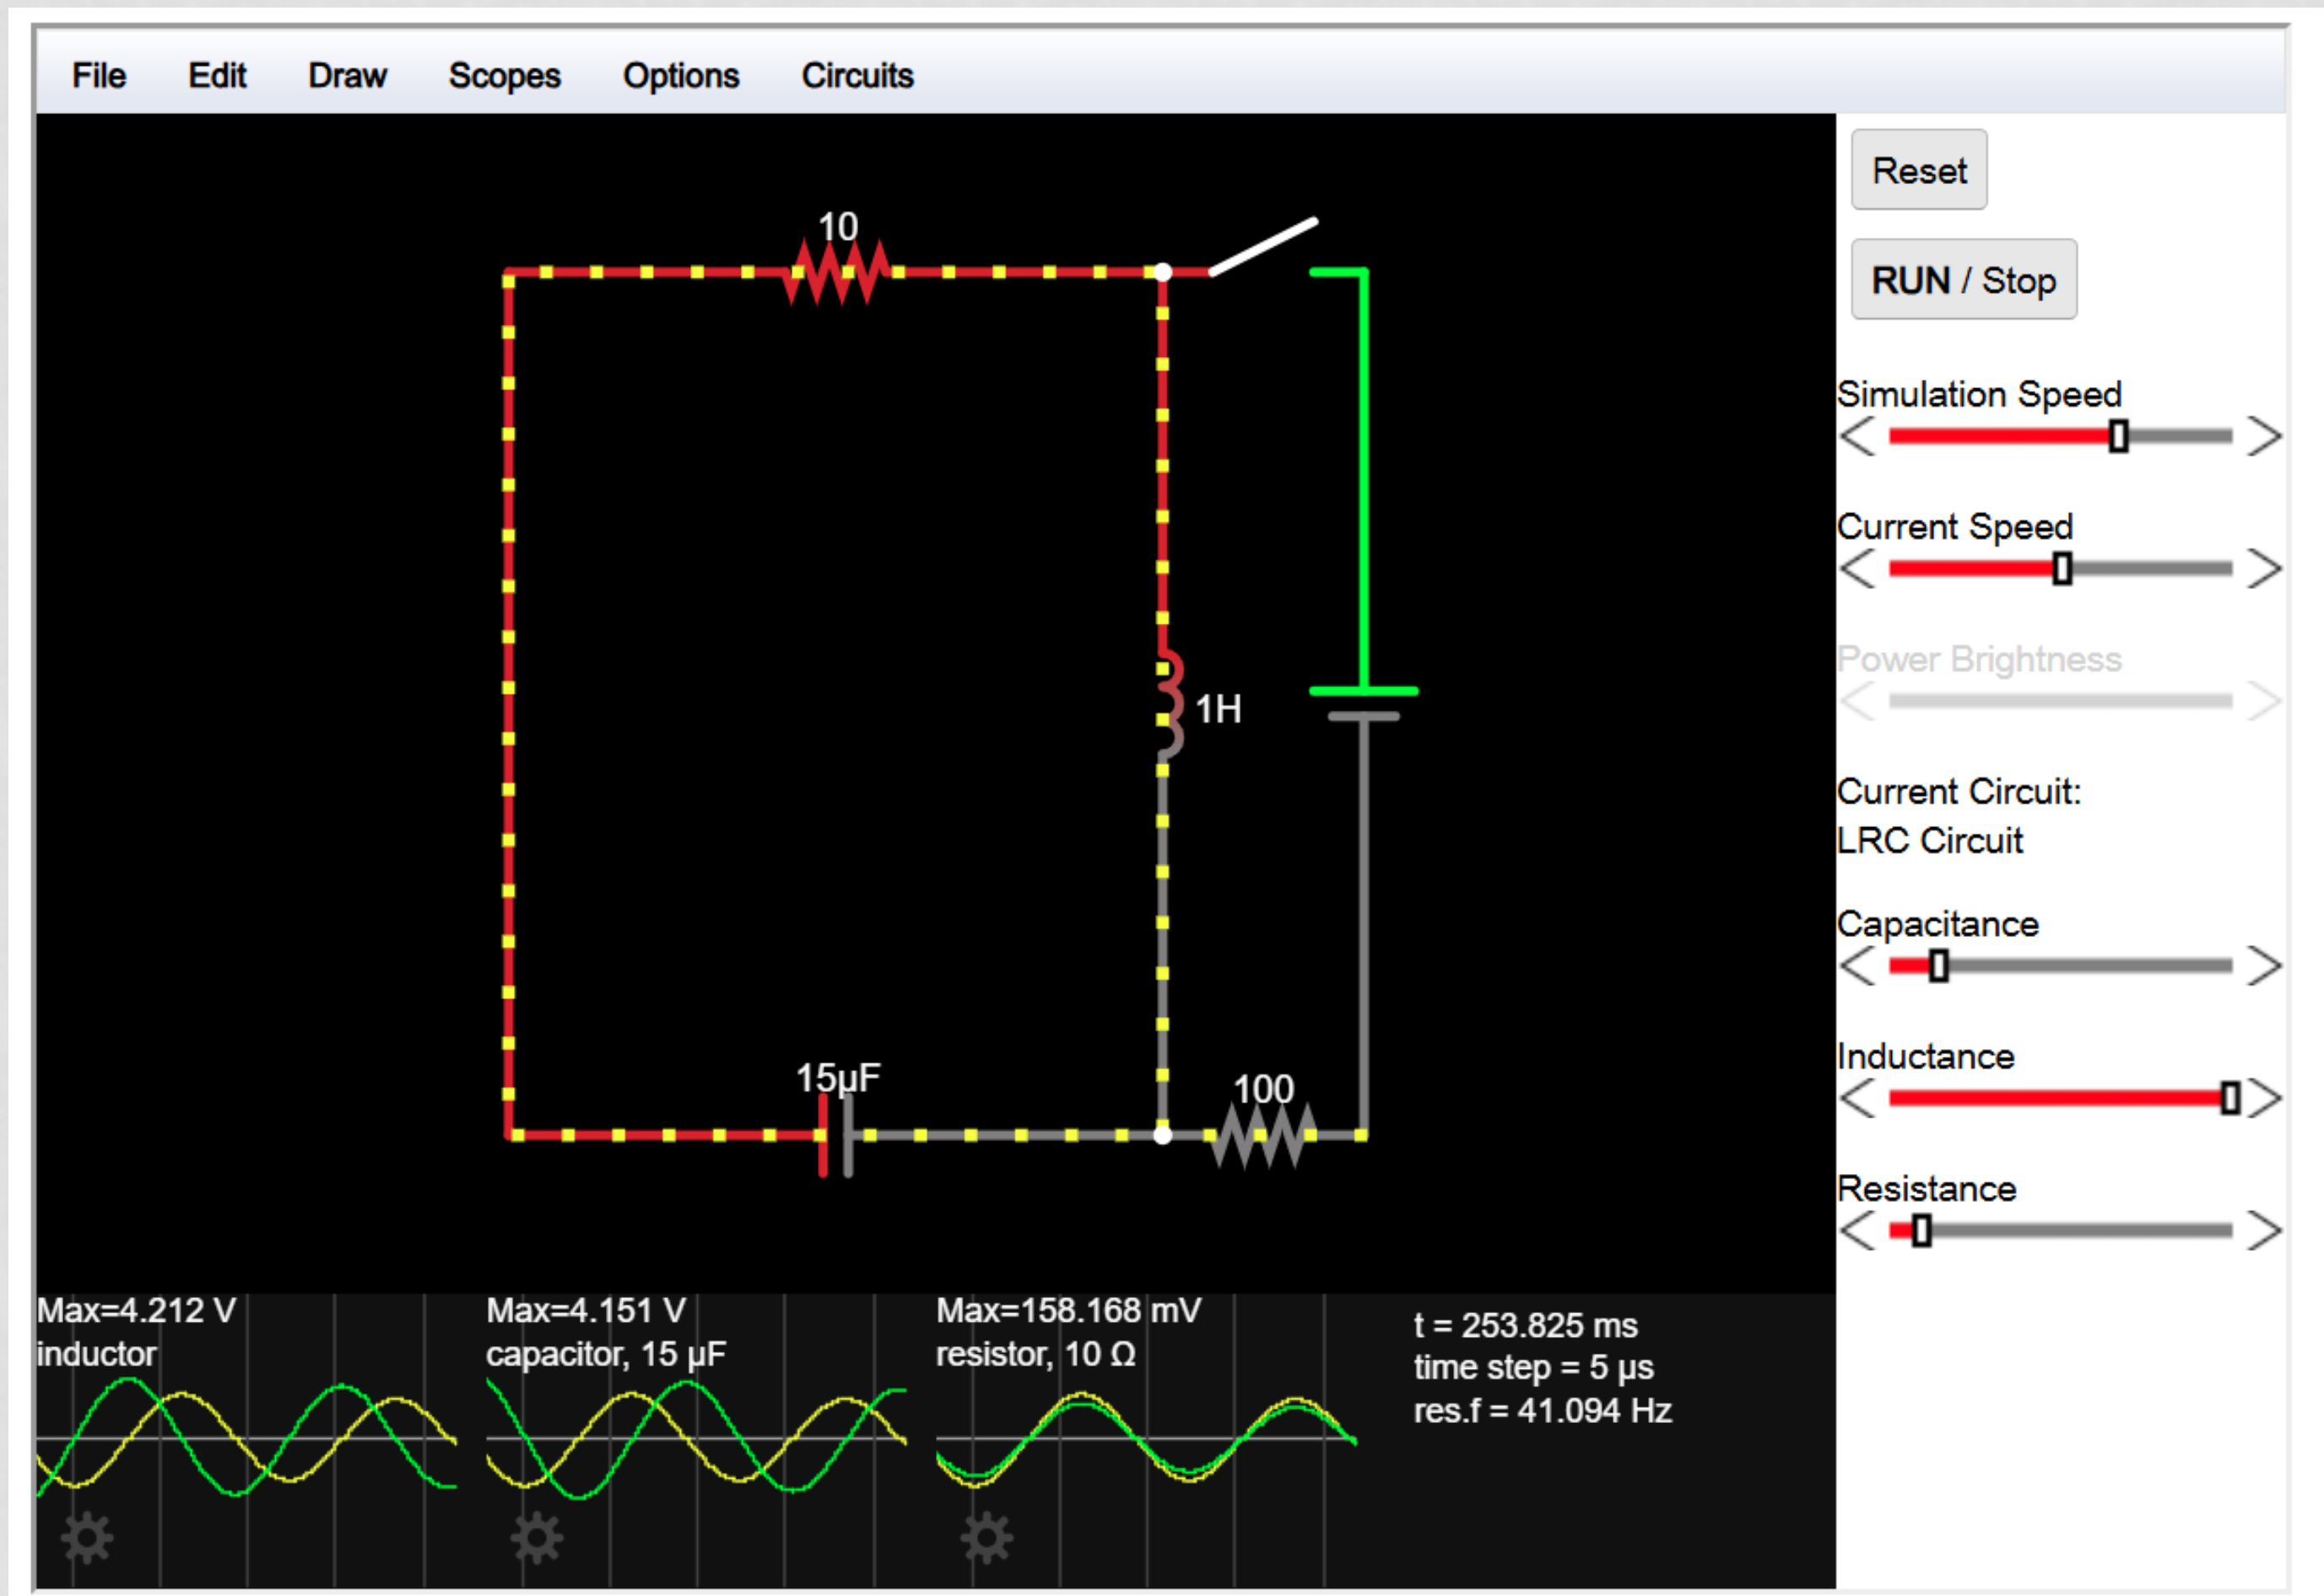 File Edit Draw Scopes Options Circuits
Reset
RUN / Stop
Simulation Speed
Current Speed
Power Brightness
Current Circuit:
LRC Circuit
Capacitance
Inductance
Resistance
10
1H
15µF
100
Max=4.212 V
inductor
Max=4.151 V
capacitor, 15 µF
Max=158.168 mV
resistor, 10 Ω
t = 253.825 ms
time step = 5 µs
res.f = 41.094 Hz